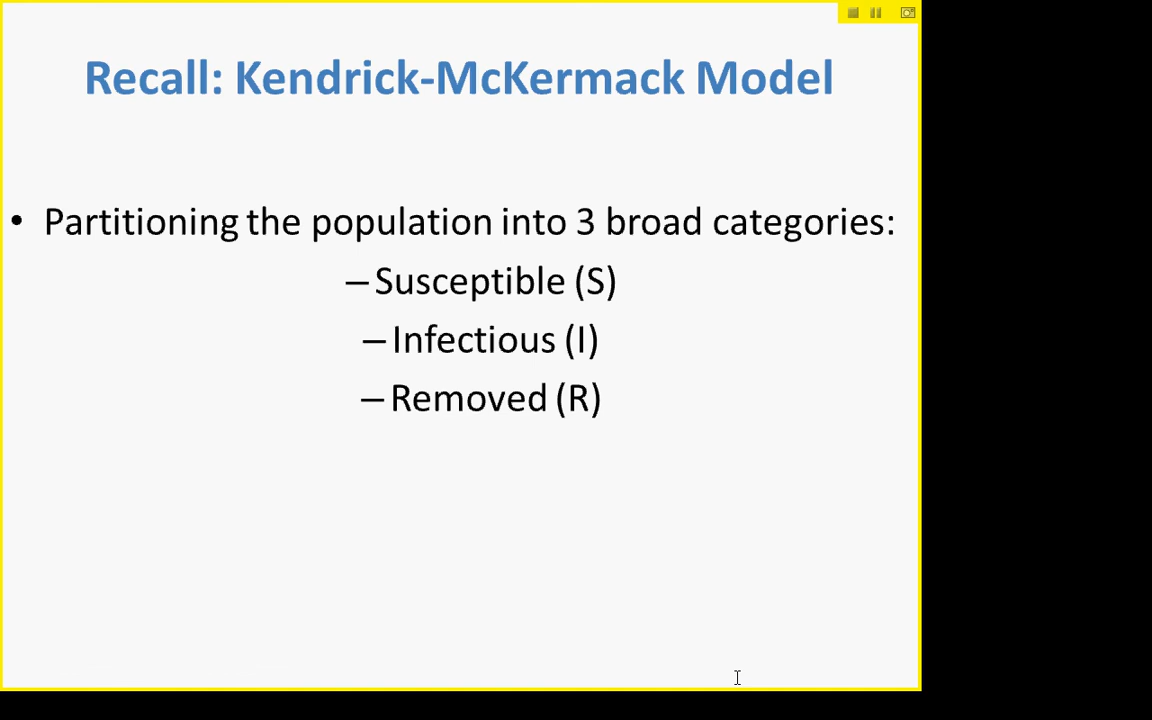 Recall: Kendrick-McKermack Model
• Partitioning the population into 3 broad categories:
– Susceptible (S)
– Infectious (I)
– Removed (R)